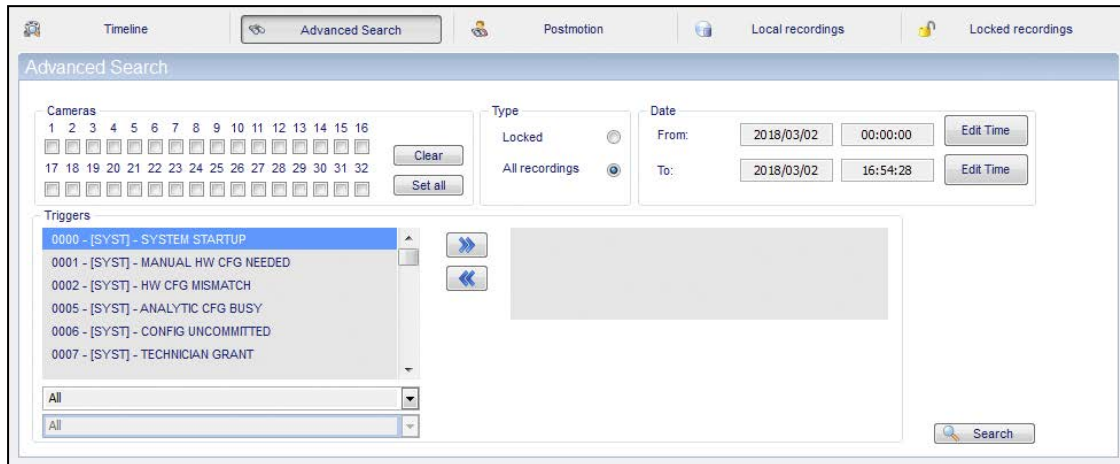 Timeline Advanced Search Postmotion Local recordings Locked recordings
Advanced Search
Cameras
1 2 3 4 5 6 7 8 9 10 11 12 13 14 15 16
17 18 19 20 21 22 23 24 25 26 27 28 29 30 31 32
Clear
Set all
Type
Locked
All recordings
Date
From: 2018/03/02 00:00:00 Edit Time
To: 2018/03/02 16:54:28 Edit Time
Triggers
0000 - [SYST] - SYSTEM STARTUP
0001 - [SYST] - MANUAL HW CFG NEEDED
0002 - [SYST] - HW CFG MISMATCH
0005 - [SYST] - ANALYTIC CFG BUSY
0006 - [SYST] - CONFIG UNCOMMITTED
0007 - [SYST] - TECHNICIAN GRANT
All
All
Search